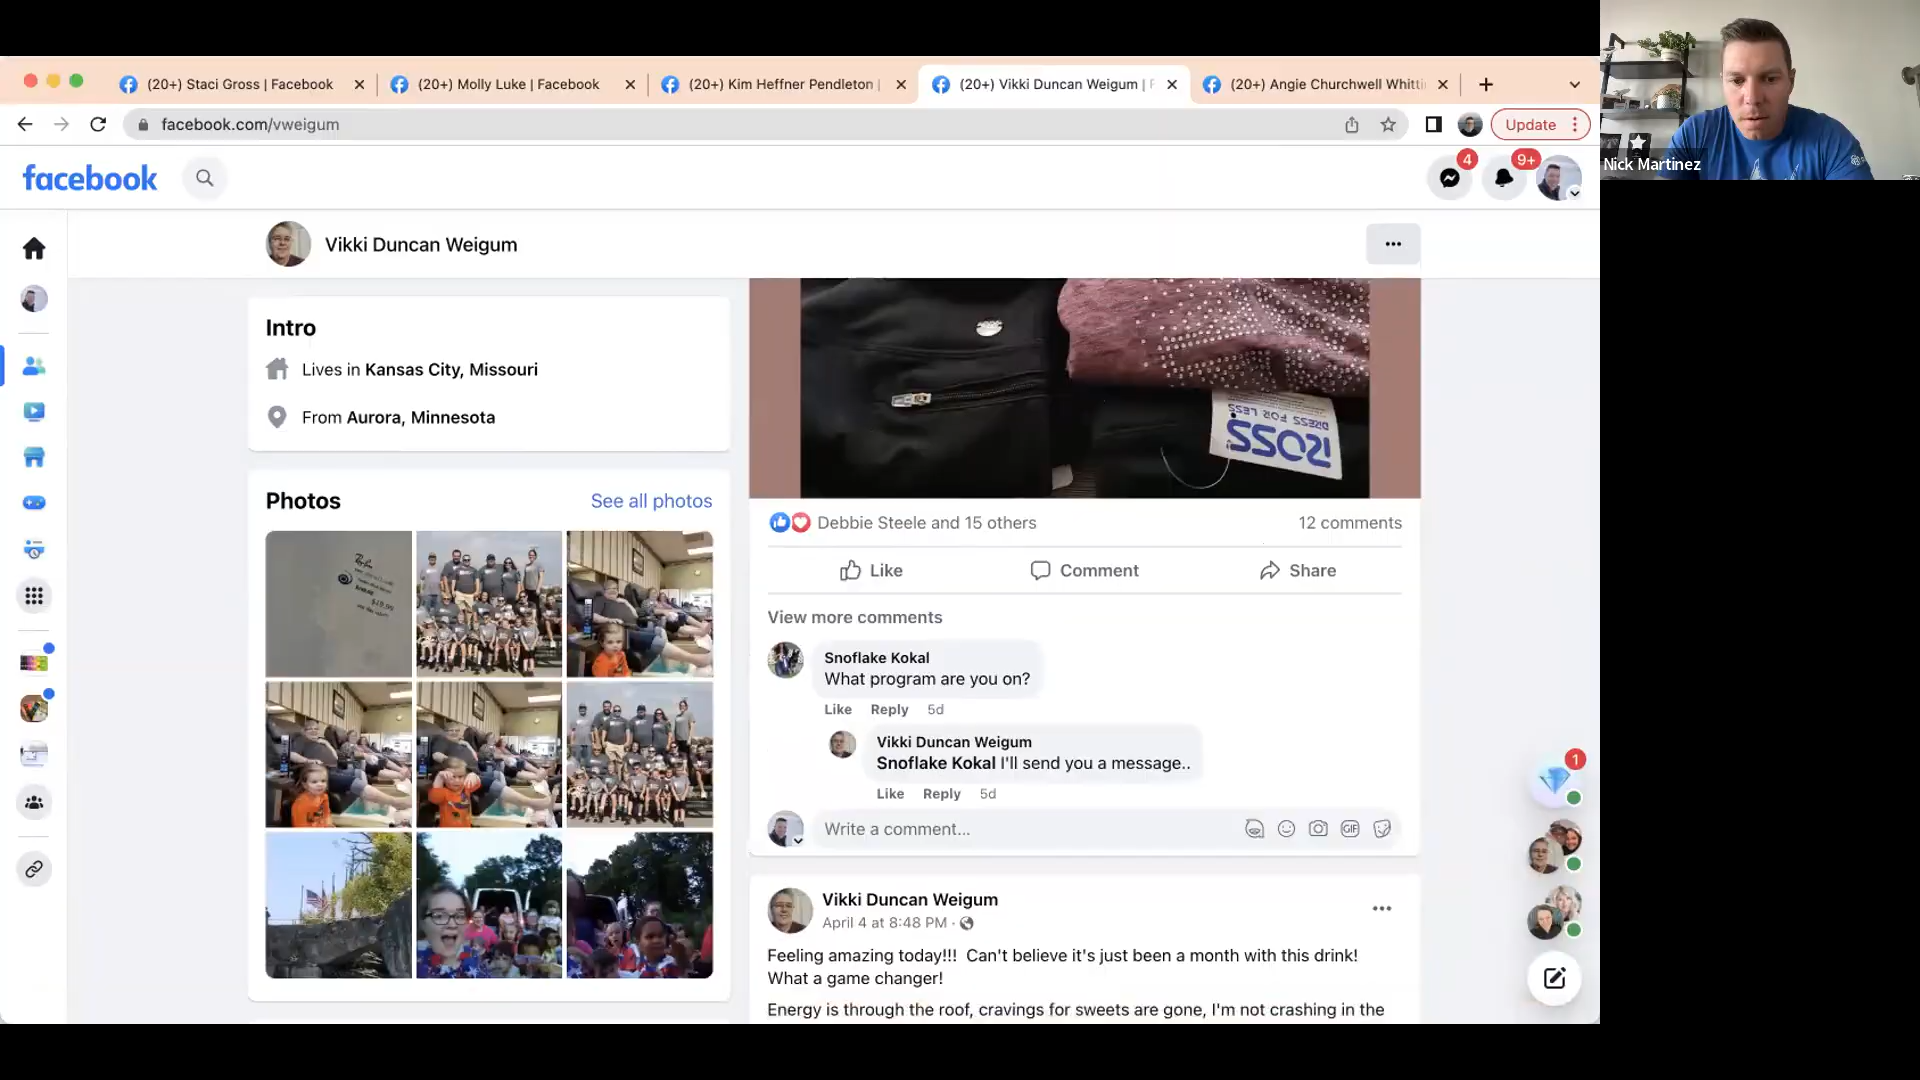 (20+) Staci Gross | Facebook
(20+) Molly Luke | Facebook
(20+) Kim Heffner Pendleton |
(20+) Vikki Duncan Weigum | F
(20+) Angie Churchwell Whitti
facebook.com/vweigum
Update
facebook
4
9+
Nick Martinez
Vikki Duncan Weigum
Intro
Lives in Kansas City, Missouri
From Aurora, Minnesota
Photos
See all photos
$19.99
ROSS
DRESS FOR LESS
Debbie Steele and 15 others
12 comments
Like
Comment
Share
View more comments
Snoflake Kokal
What program are you on?
Like Reply 5d
Vikki Duncan Weigum
Snoflake Kokal I'll send you a message..
Like Reply 5d
Write a comment...
GIF
1
Vikki Duncan Weigum
April 4 at 8:48 PM ·
Feeling amazing today!!! Can't believe it's just been a month with this drink!
What a game changer!
Energy is through the roof, cravings for sweets are gone, I'm not crashing in the